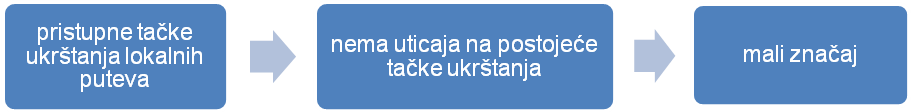 pristupne tačke
ukrštanja lokalnih
puteva
nema uticaja na postojeće
tačke ukrštanja
mali značaj